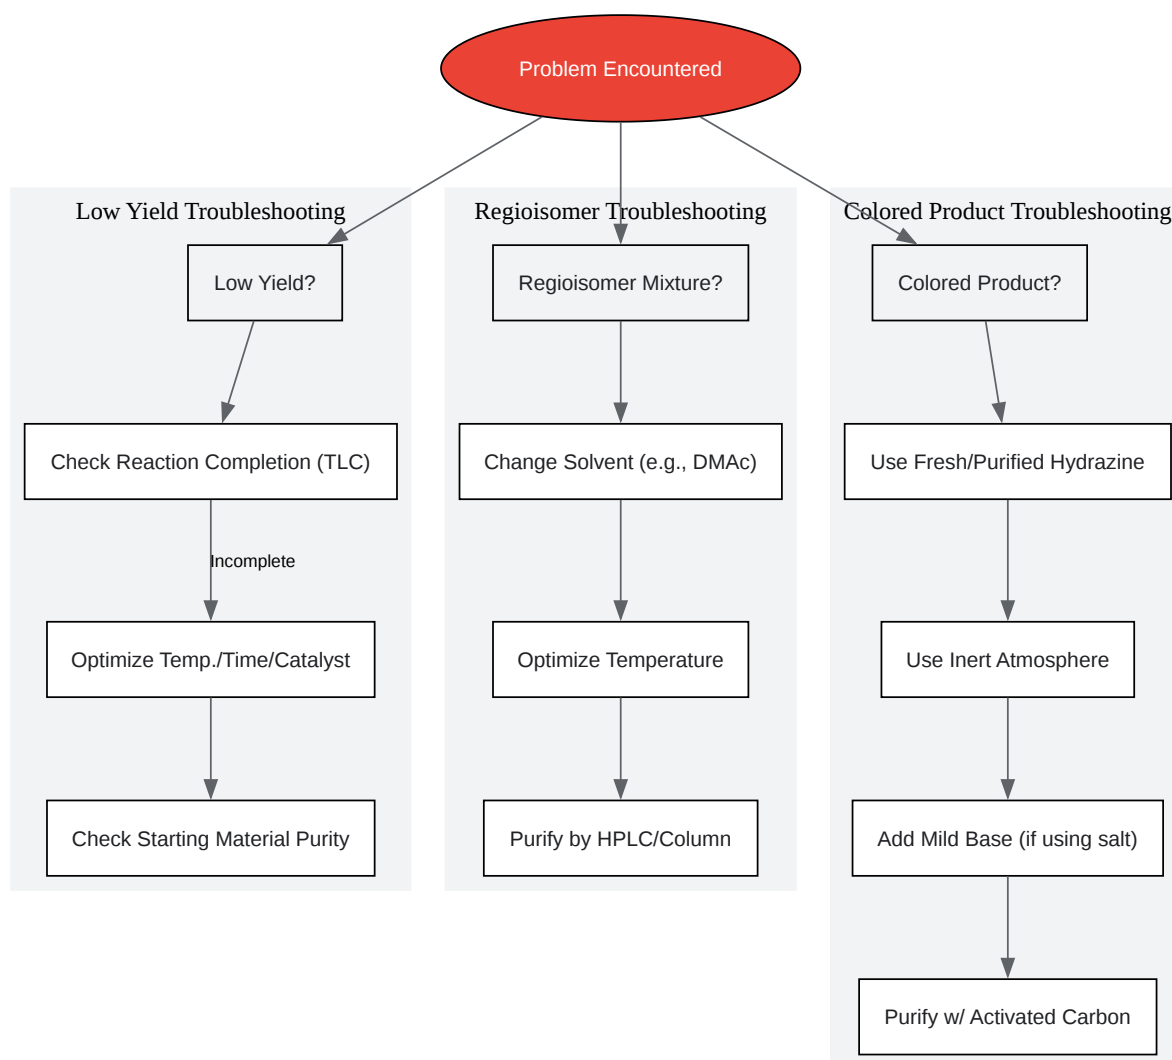 Problem Encountered
Low Yield Troubleshooting
Low Yield?
Check Reaction Completion (TLC)
Incomplete
Optimize Temp./Time/Catalyst
Check Starting Material Purity
Regioisomer Troubleshooting
Regioisomer Mixture?
Change Solvent (e.g., DMAc)
Optimize Temperature
Purify by HPLC/Column
Colored Product Troubleshooting
Colored Product?
Use Fresh/Purified Hydrazine
Use Inert Atmosphere
Add Mild Base (if using salt)
Purify w/ Activated Carbon